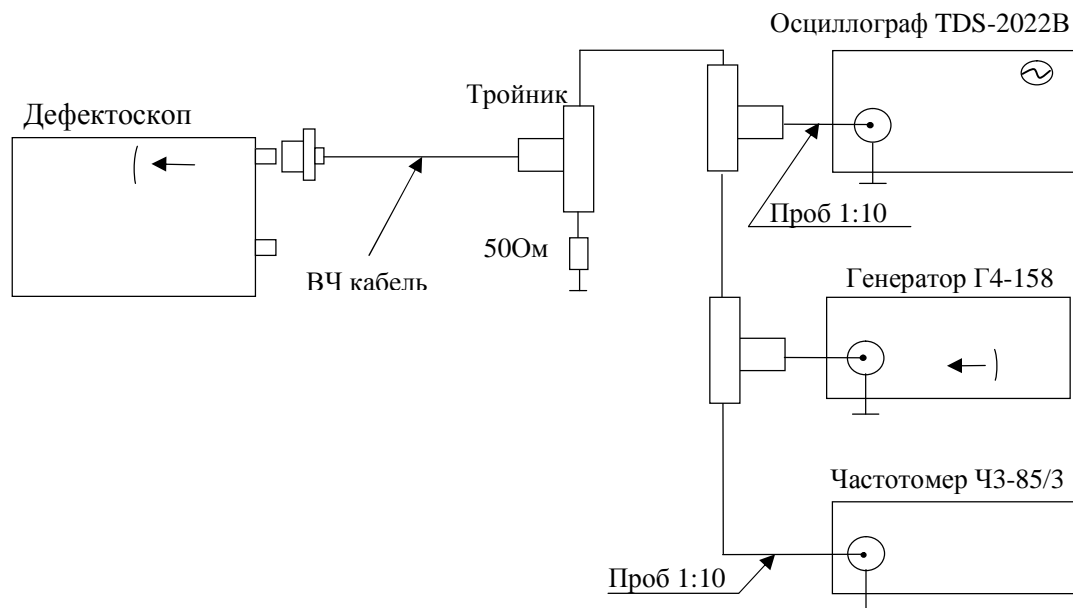 Осциллограф TDS-2022B
Тройник
Дефектоскоп
Проб 1:10
50Ом
ВЧ кабель
Генератор Г4-158
Частотомер ЧЗ-85/3
Проб 1:10